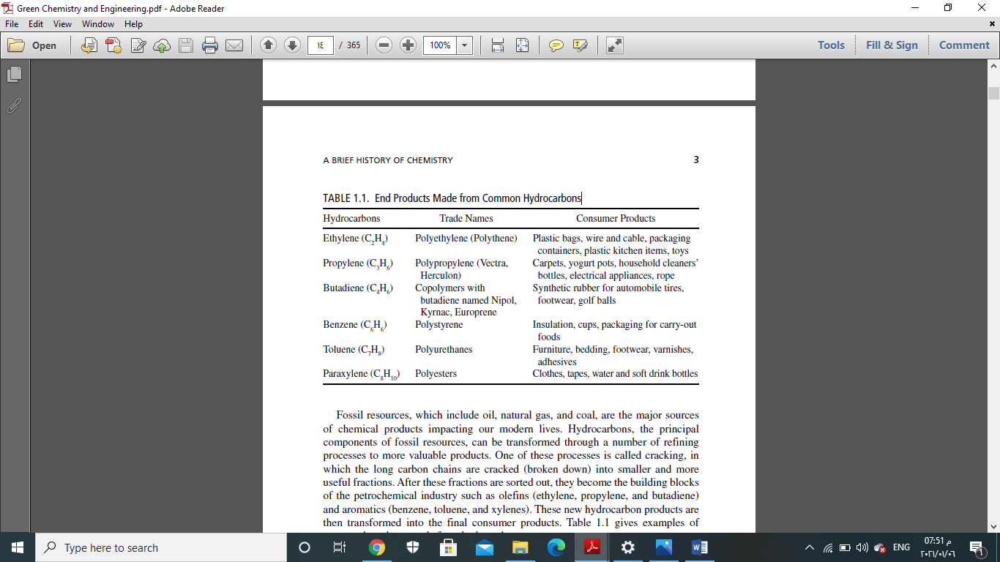 Green Chemistry and Engineering.pdf - Adobe Reader
File Edit View Window Help
Open ١٤ / 365 100% Tools Fill & Sign Comment
A BRIEF HISTORY OF CHEMISTRY 3
TABLE 1.1. End Products Made from Common Hydrocarbons
Hydrocarbons Trade Names Consumer Products
Ethylene (C₂H₄) Polyethylene (Polythene) Plastic bags, wire and cable, packaging
containers, plastic kitchen items, toys
Propylene (C₃H₆) Polypropylene (Vectra, Carpets, yogurt pots, household cleaners’
Herculon) bottles, electrical appliances, rope
Butadiene (C₄H₆) Copolymers with Synthetic rubber for automobile tires,
butadiene named Nipol, footwear, golf balls
Kyrnac, Europrene
Benzene (C₆H₆) Polystyrene Insulation, cups, packaging for carry-out
foods
Toluene (C₇H₈) Polyurethanes Furniture, bedding, footwear, varnishes,
adhesives
Paraxylene (C₈H₁₀) Polyesters Clothes, tapes, water and soft drink bottles
Fossil resources, which include oil, natural gas, and coal, are the major sources
of chemical products impacting our modern lives. Hydrocarbons, the principal
components of fossil resources, can be transformed through a number of refining
processes to more valuable products. One of these processes is called cracking, in
which the long carbon chains are cracked (broken down) into smaller and more
useful fractions. After these fractions are sorted out, they become the building blocks
of the petrochemical industry such as olefins (ethylene, propylene, and butadiene)
and aromatics (benzene, toluene, and xylenes). These new hydrocarbon products are
then transformed into the final consumer products. Table 1.1 gives examples of
Type here to search ENG 07:51 م
٢٠٢١/٠١/٠٦